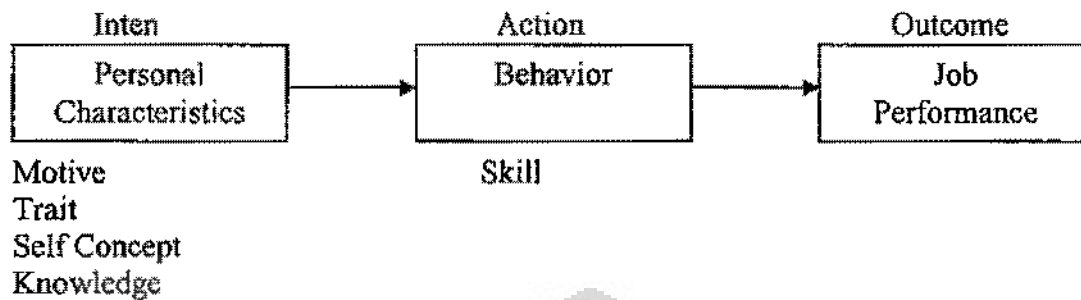 Inten
Action
Outcome
Personal
Characteristics
Behavior
Job
Performance
Motive
Trait
Self Concept
Knowledge
Skill